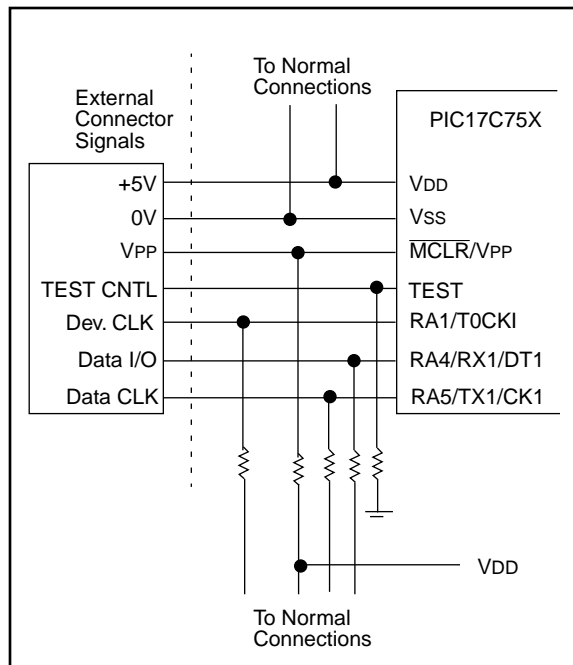 To Normal
Connections
External
Connector
Signals
PIC17C75X
+5V
VDD
0V
VSS
VPP
MCLR/VPP
TEST CNTL
TEST
Dev. CLK
RA1/T0CKI
Data I/O
RA4/RX1/DT1
Data CLK
RA5/TX1/CK1
VDD
To Normal
Connections